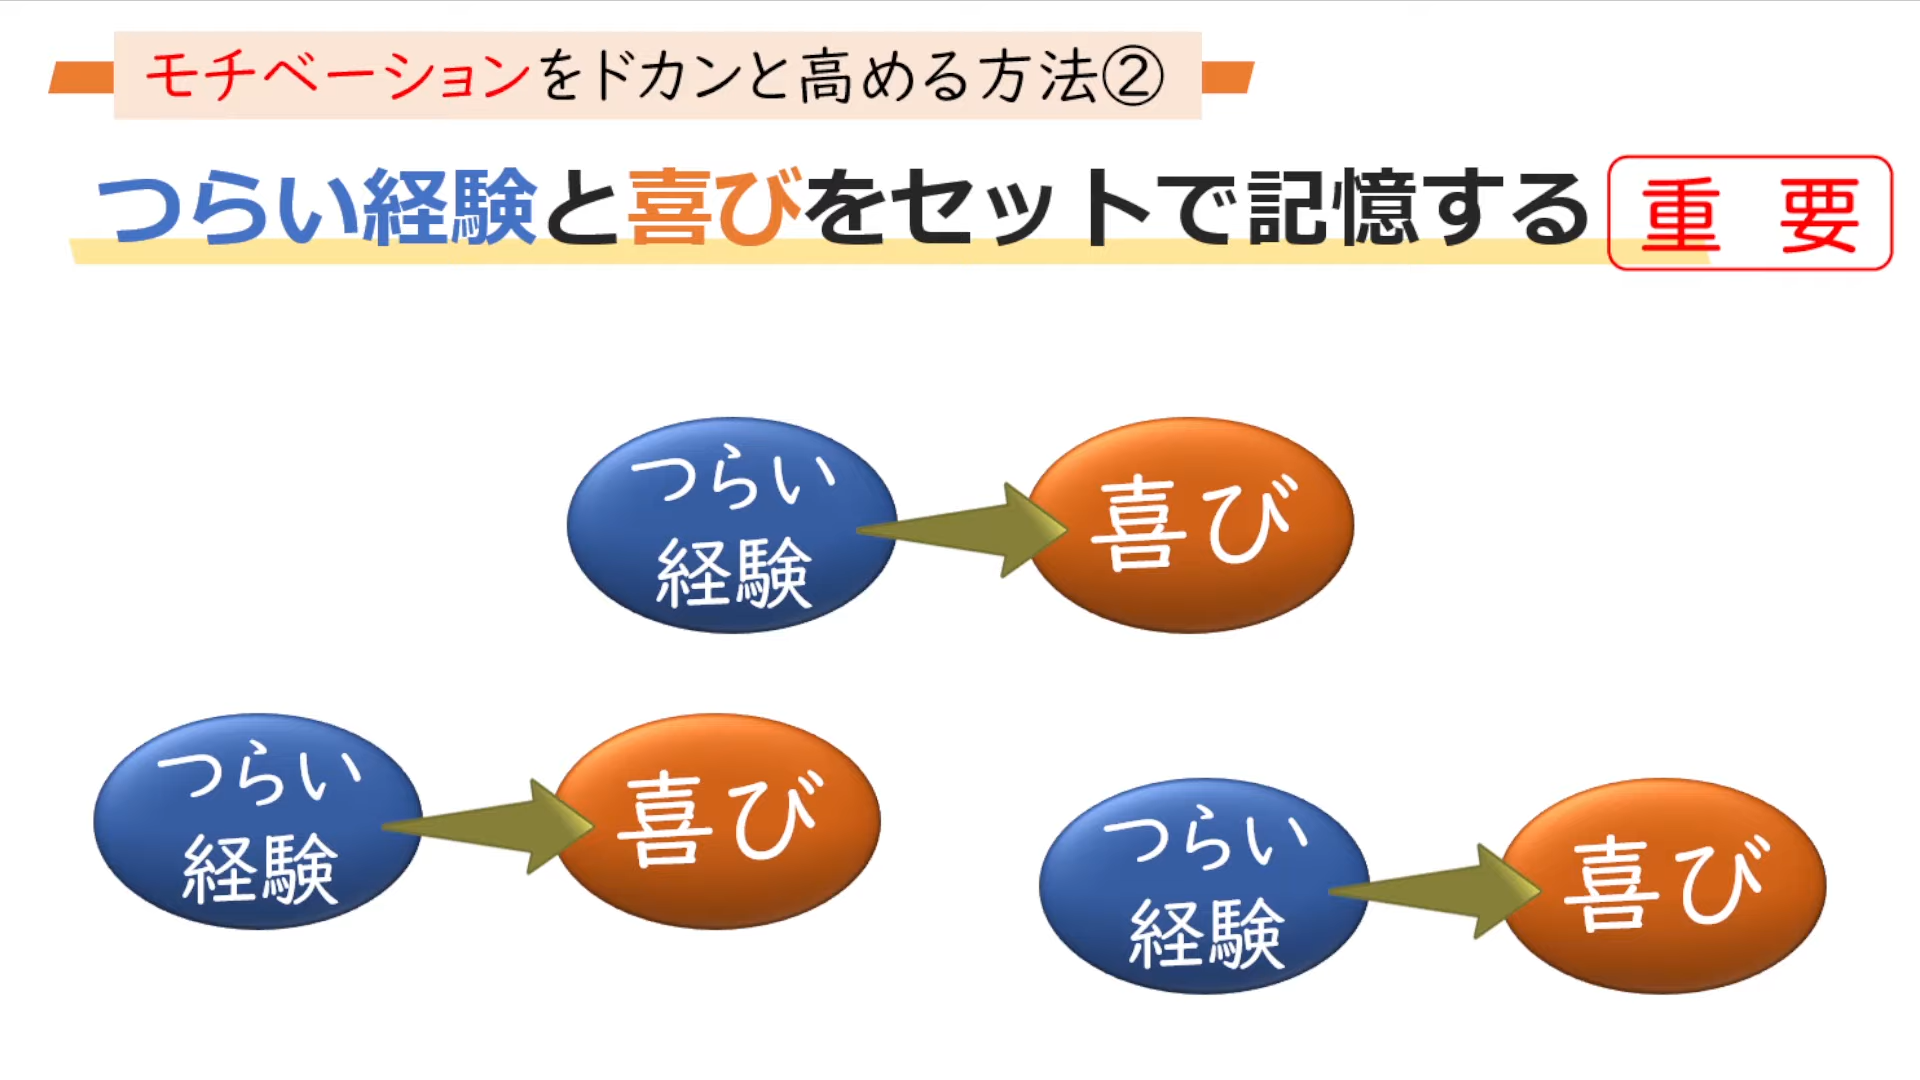 モチベーションをドカンと高める方法②
つらい経験と喜びをセットで記憶する 重 要
つらい
経験
喜び
つらい
経験
喜び
つらい
経験
喜び